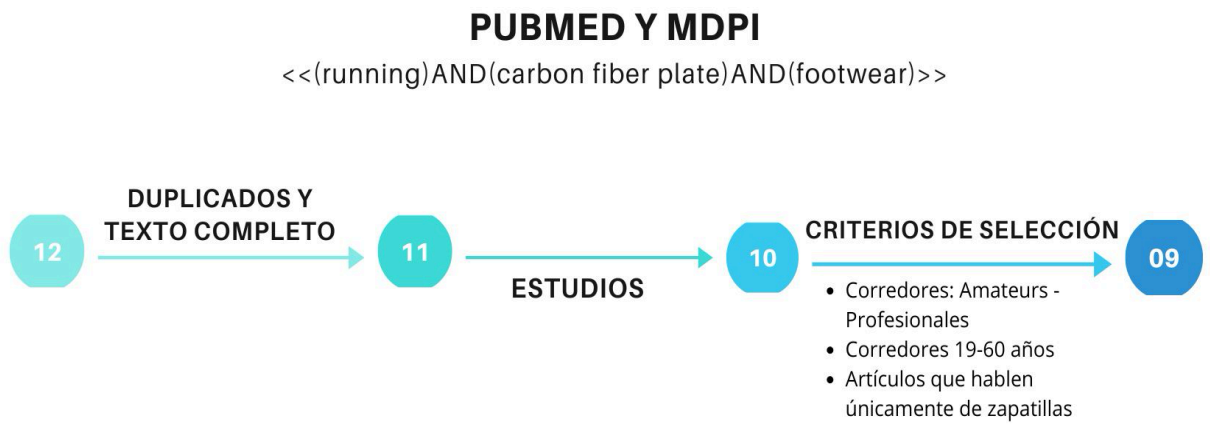 PUBMED Y MDPI
<<(running)AND(carbon fiber plate)AND(footwear)>>
DUPLICADOS Y
TEXTO COMPLETO
12
11
ESTUDIOS
10
CRITERIOS DE SELECCIÓN
09
• Corredores: Amateurs -
Profesionales
• Corredores 19-60 años
• Artículos que hablen
únicamente de zapatillas